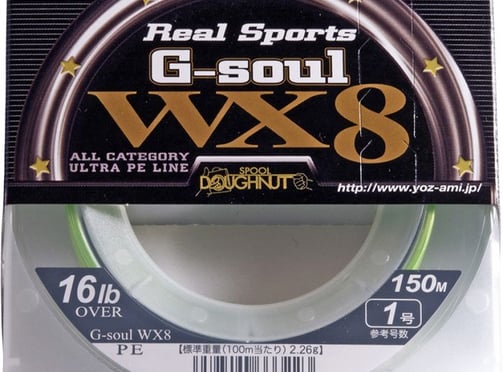 Real Sports
G-soul
WX8
ALL CATEGORY
ULTRA PE LINE
SPOOL
DOUGHNUT
http://www.yoz-ami.jp/
16lb
OVER
G-soul WX8
PE
150M
1号
参考号数
【標準重量(100m当たり) 2.26g】